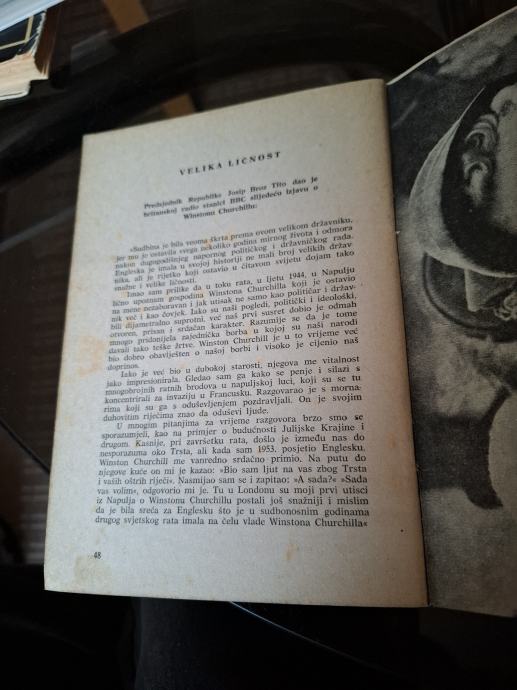 VELIKA LIČNOST
Predsjednik Republike Josip Broz Tito dao je
britanskoj radio stanici BBC slijedeću izjavu o
Winstonu Churchillu:
»Sudbina je bila veoma škrta prema ovom velikom državniku,
jer mu je ostavila svega nekoliko godina mirnog života i odmora
nakon dugogodišnjeg napornog političkog i državničkog rada.
Engleska je imala u svojoj historiji ne mali broj velikih držav-
nika, ali je rijetko koji ostavio u čitavom svijetu dojam tako
snažne i velike ličnosti.
Imao sam prilike da u toku rata, u ljetu 1944, u Napulju
lično upoznam gospodina Winstona Churchilla koji je ostavio
na mene nezaboravan i jak utisak ne samo kao političar i držav-
nik već i kao čovjek. Iako su naši pogledi, politički i ideološki,
bili dijametralno suprotni, već naš prvi susret dobio je odmah
otvoren, prisan i srdačan karakter. Razumije se da je tome
mnogo pridonijela zajednička borba u kojoj su naši narodi
davali tako teške žrtve. Winston Churchill je u to vrijeme već
bio dobro obavješten o našoj borbi i visoko je cijenio naš
doprinos.
Iako je već bio u dubokoj starosti, njegova me vitalnost
jako impresionirala. Gledao sam ga kako se penje i silazi s
mnogobrojnih ratnih brodova u napuljskoj luci, koji su se tu
koncentrirali za invaziju u Francusku. Razgovarao je s morna-
rima koji su ga s oduševljenjem pozdravljali. On je svojim
duhovitim riječima znao da oduševi ljude.
U mnogim pitanjima za vrijeme razgovora brzo smo se
sporazumjeli, kao na primjer o budućnosti Julijske Krajine i
drugom. Kasnije, pri završetku rata, došlo je između nas do
nesporazuma oko Trsta, ali kada sam 1953. posjetio Englesku,
Winston Churchill me vanredno srdačno primio. Na putu do
njegove kuće on mi je kazao: »Bio sam ljut na vas zbog Trsta
i vaših oštrih riječi«. Nasmijao sam se i zapitao: »A sada?« »Sada
vas volim«, odgovorio mi je. Tu u Londonu su moji prvi utisci
iz Napulja o Winstonu Churchillu postali još snažniji i mislim
da je bila sreća za Englesku što je u sudbonosnim godinama
drugog svjetskog rata imala na čelu vlade Winstona Churchilla«
48